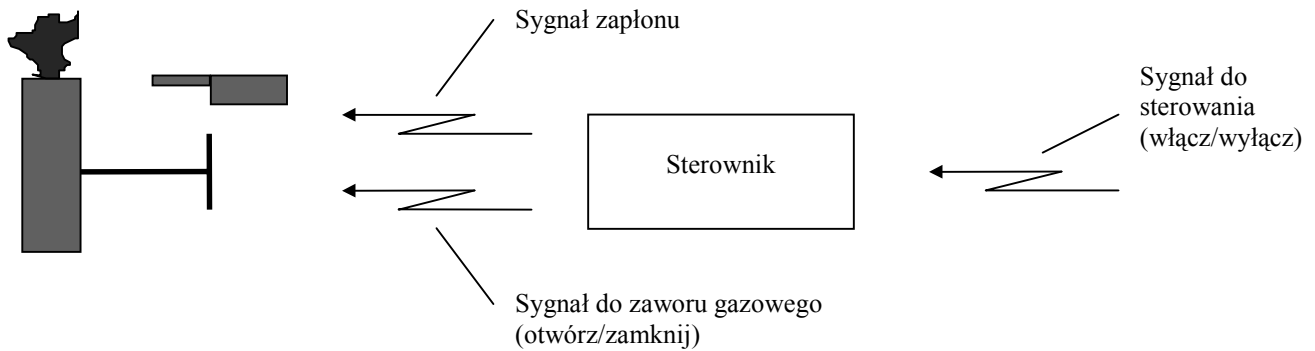 Sygnał zapłonu
Sygnał do
sterowania
(włącz/wyłącz)
Sterownik
Sygnał do zaworu gazowego
(otwórz/zamknij)